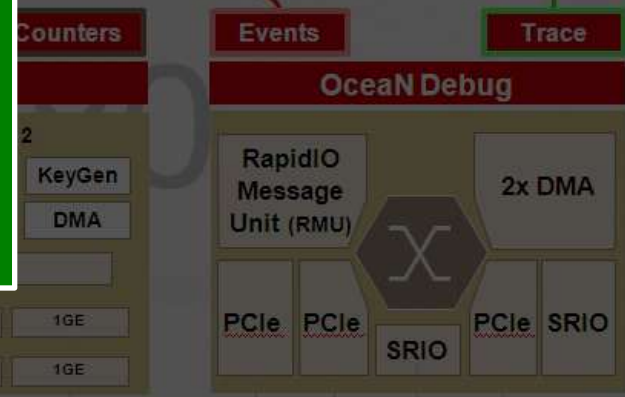 Counters
Events
Trace
OceaN Debug
2
KeyGen
DMA
1GE
1GE
RapidIO
Message
Unit (RMU)
2x DMA
PCIe
PCIe
SRIO
PCIe
SRIO